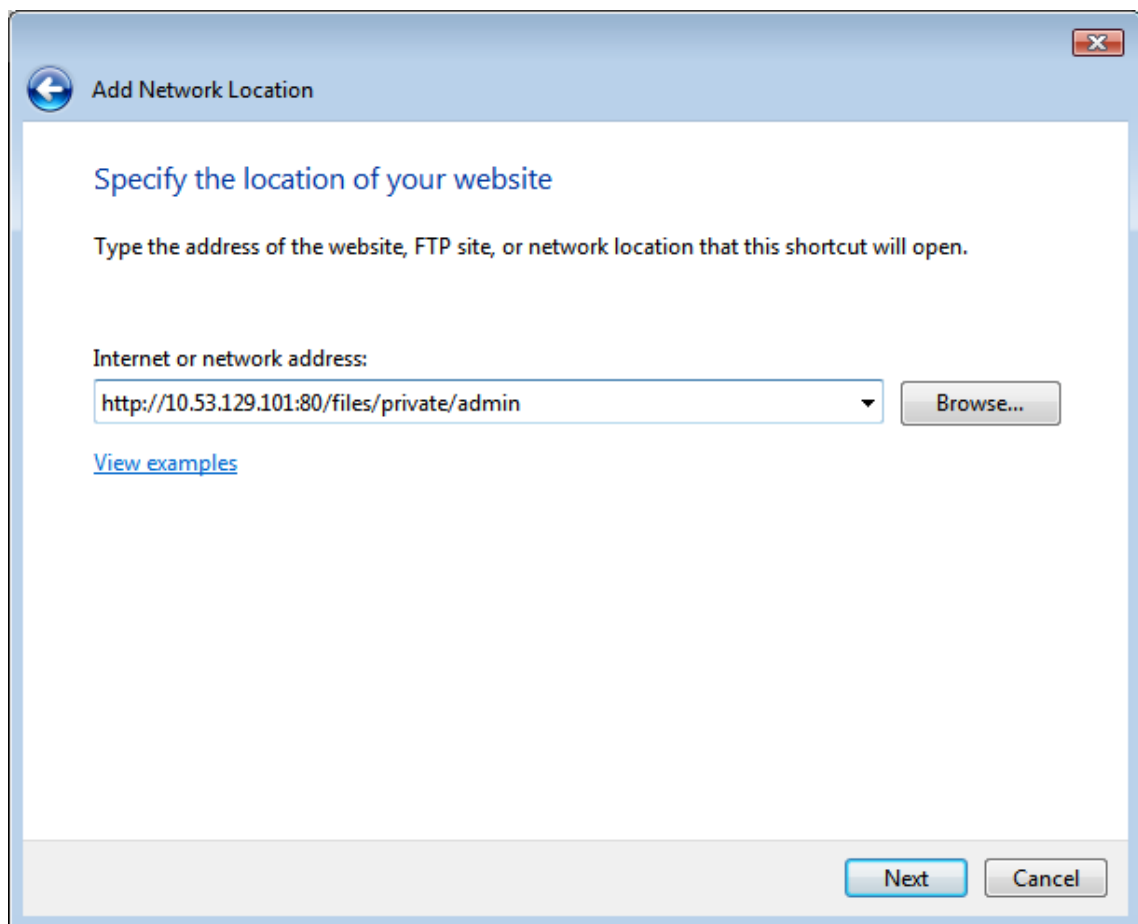 Add Network Location
Specify the location of your website
Type the address of the website, FTP site, or network location that this shortcut will open.
Internet or network address:
http://10.53.129.101:80/files/private/admin
Browse...
View examples
Next
Cancel